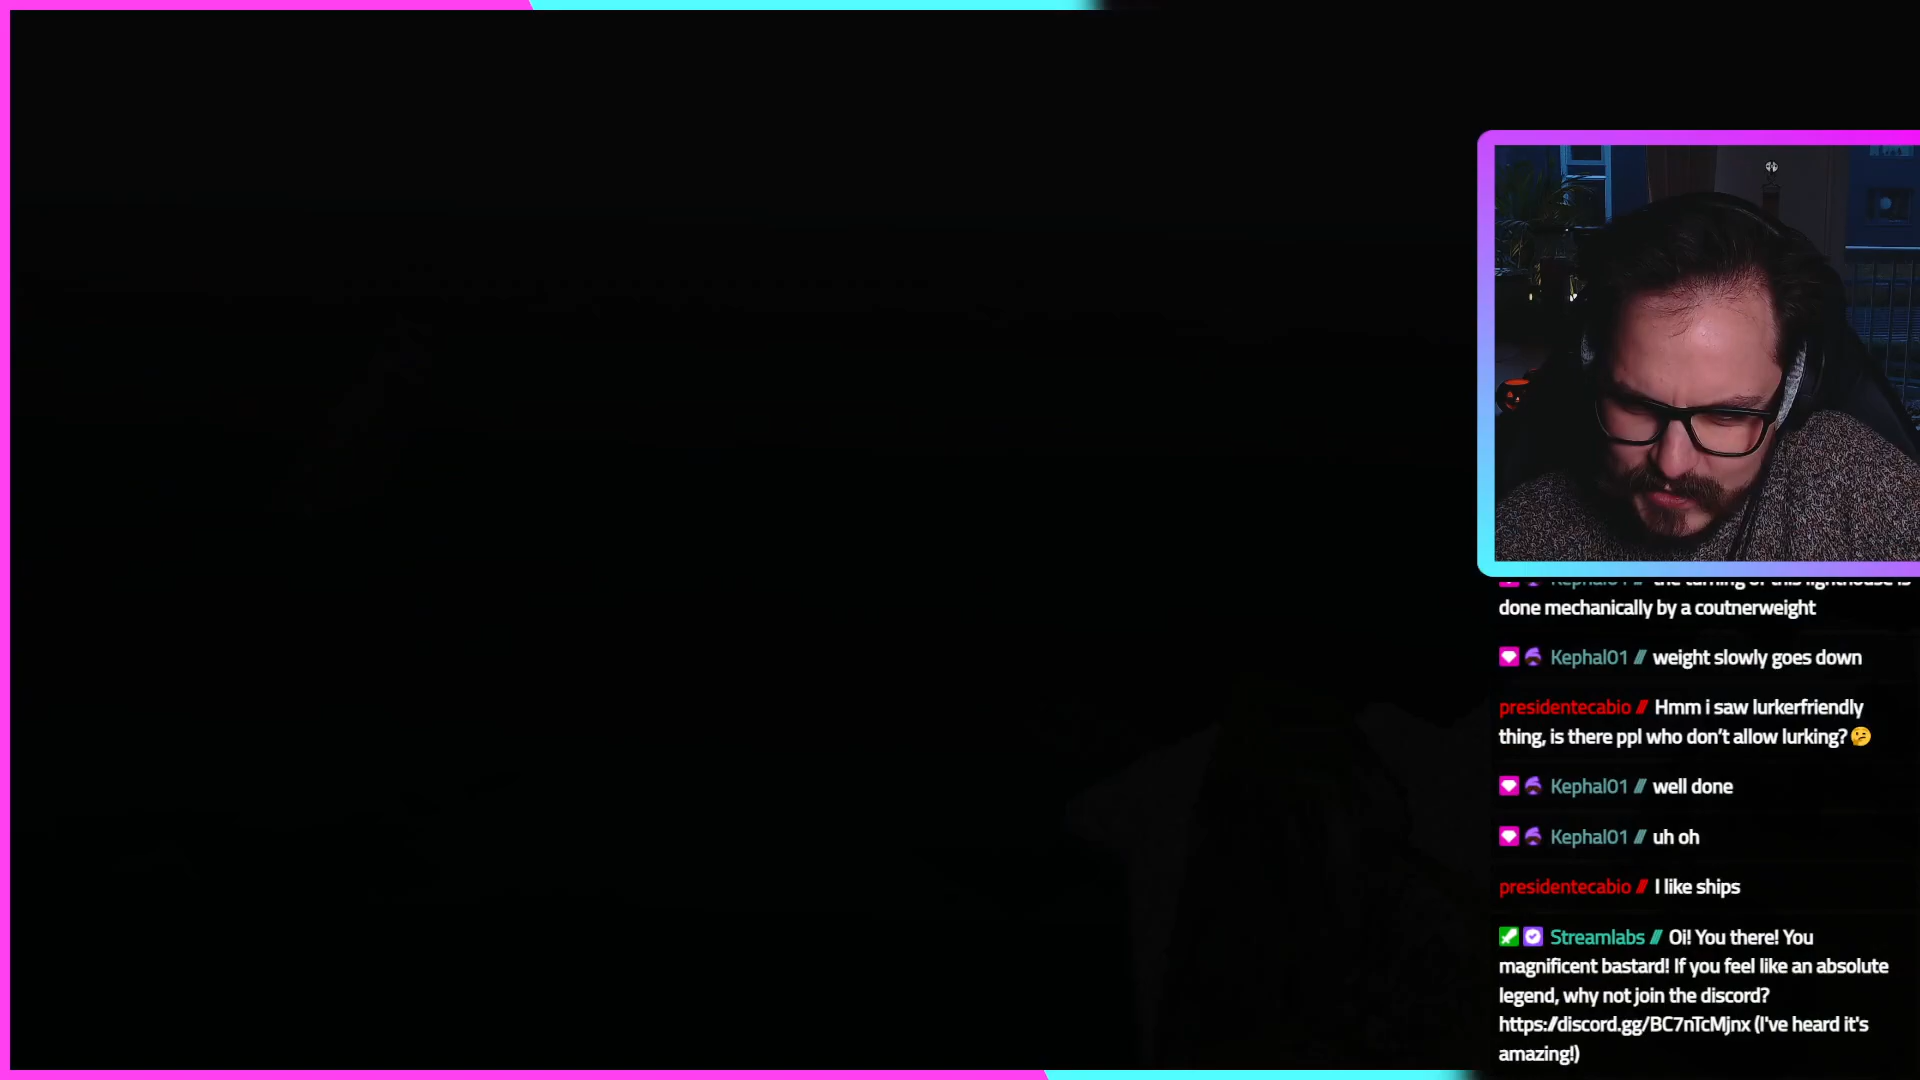 done mechanically by a coutnerweight
Kephal01 // weight slowly goes down
presidentecabio // Hmm i saw lurkerfriendly
thing, is there ppl who don’t allow lurking?🤔
Kephal01 // well done
Kephal01 // uh oh
presidentecabio // I like ships
Streamlabs // Oi! You there! You
magnificent bastard! If you feel like an absolute
legend, why not join the discord?
https://discord.gg/BC7nTcMjnx (I've heard it's
amazing!)